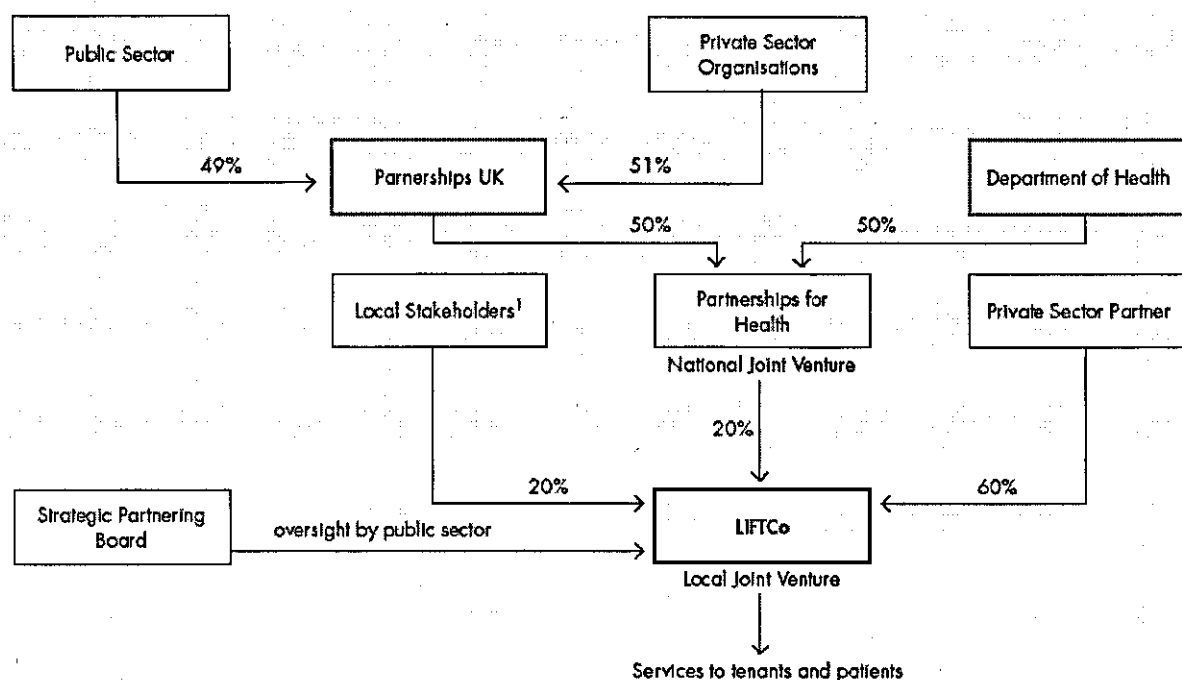 Public Sector
Private Sector
Organisations
49%
Parnerships UK
51%
Department of Health
50%
50%
Local Stakeholders¹
Partnerships for
Health
Private Sector Partner
National Joint Venture
20%
20%
60%
Strategic Partnering
Board
oversight by public sector
LIFTCo
Local Joint Venture
Services to tenants and patients